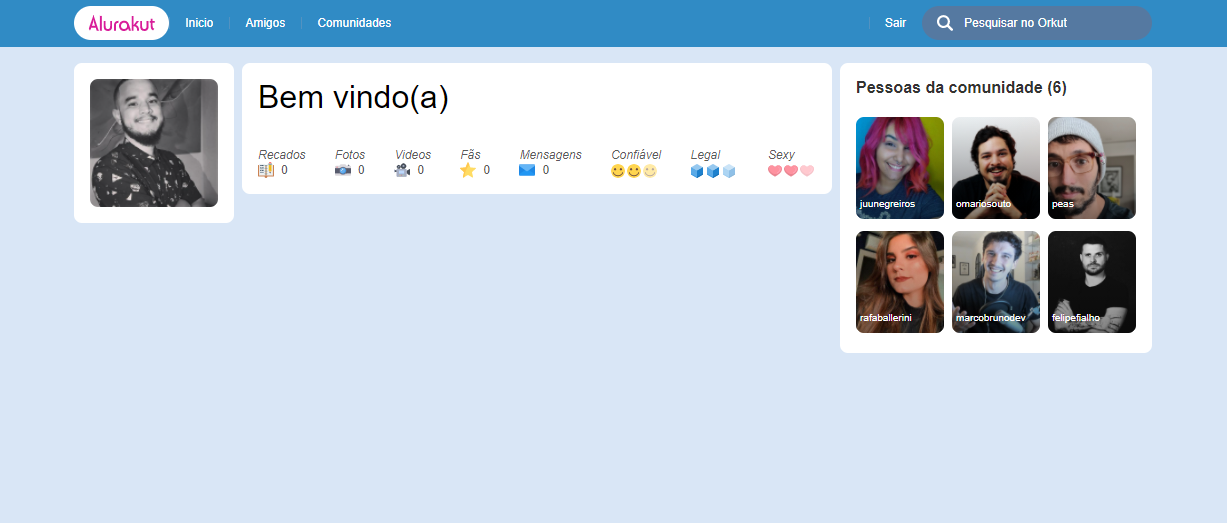 Alurakut Inicio Amigos Comunidades Sair Pesquisar no Orkut
Bem vindo(a)
Recados Fotos Videos Fãs Mensagens Confiável Legal Sexy
0 0 0 0 0
Pessoas da comunidade (6)
juunegreiros omariosouto peas
rafaballerini marcobrunodev felipefialho